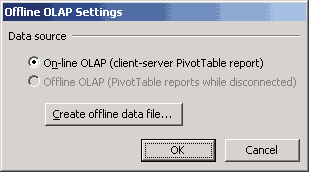 Offline OLAP Settings
Data source
On-line OLAP (client-server PivotTable report)
Offline OLAP (PivotTable reports while disconnected)
Create offline data file...
OK
Cancel